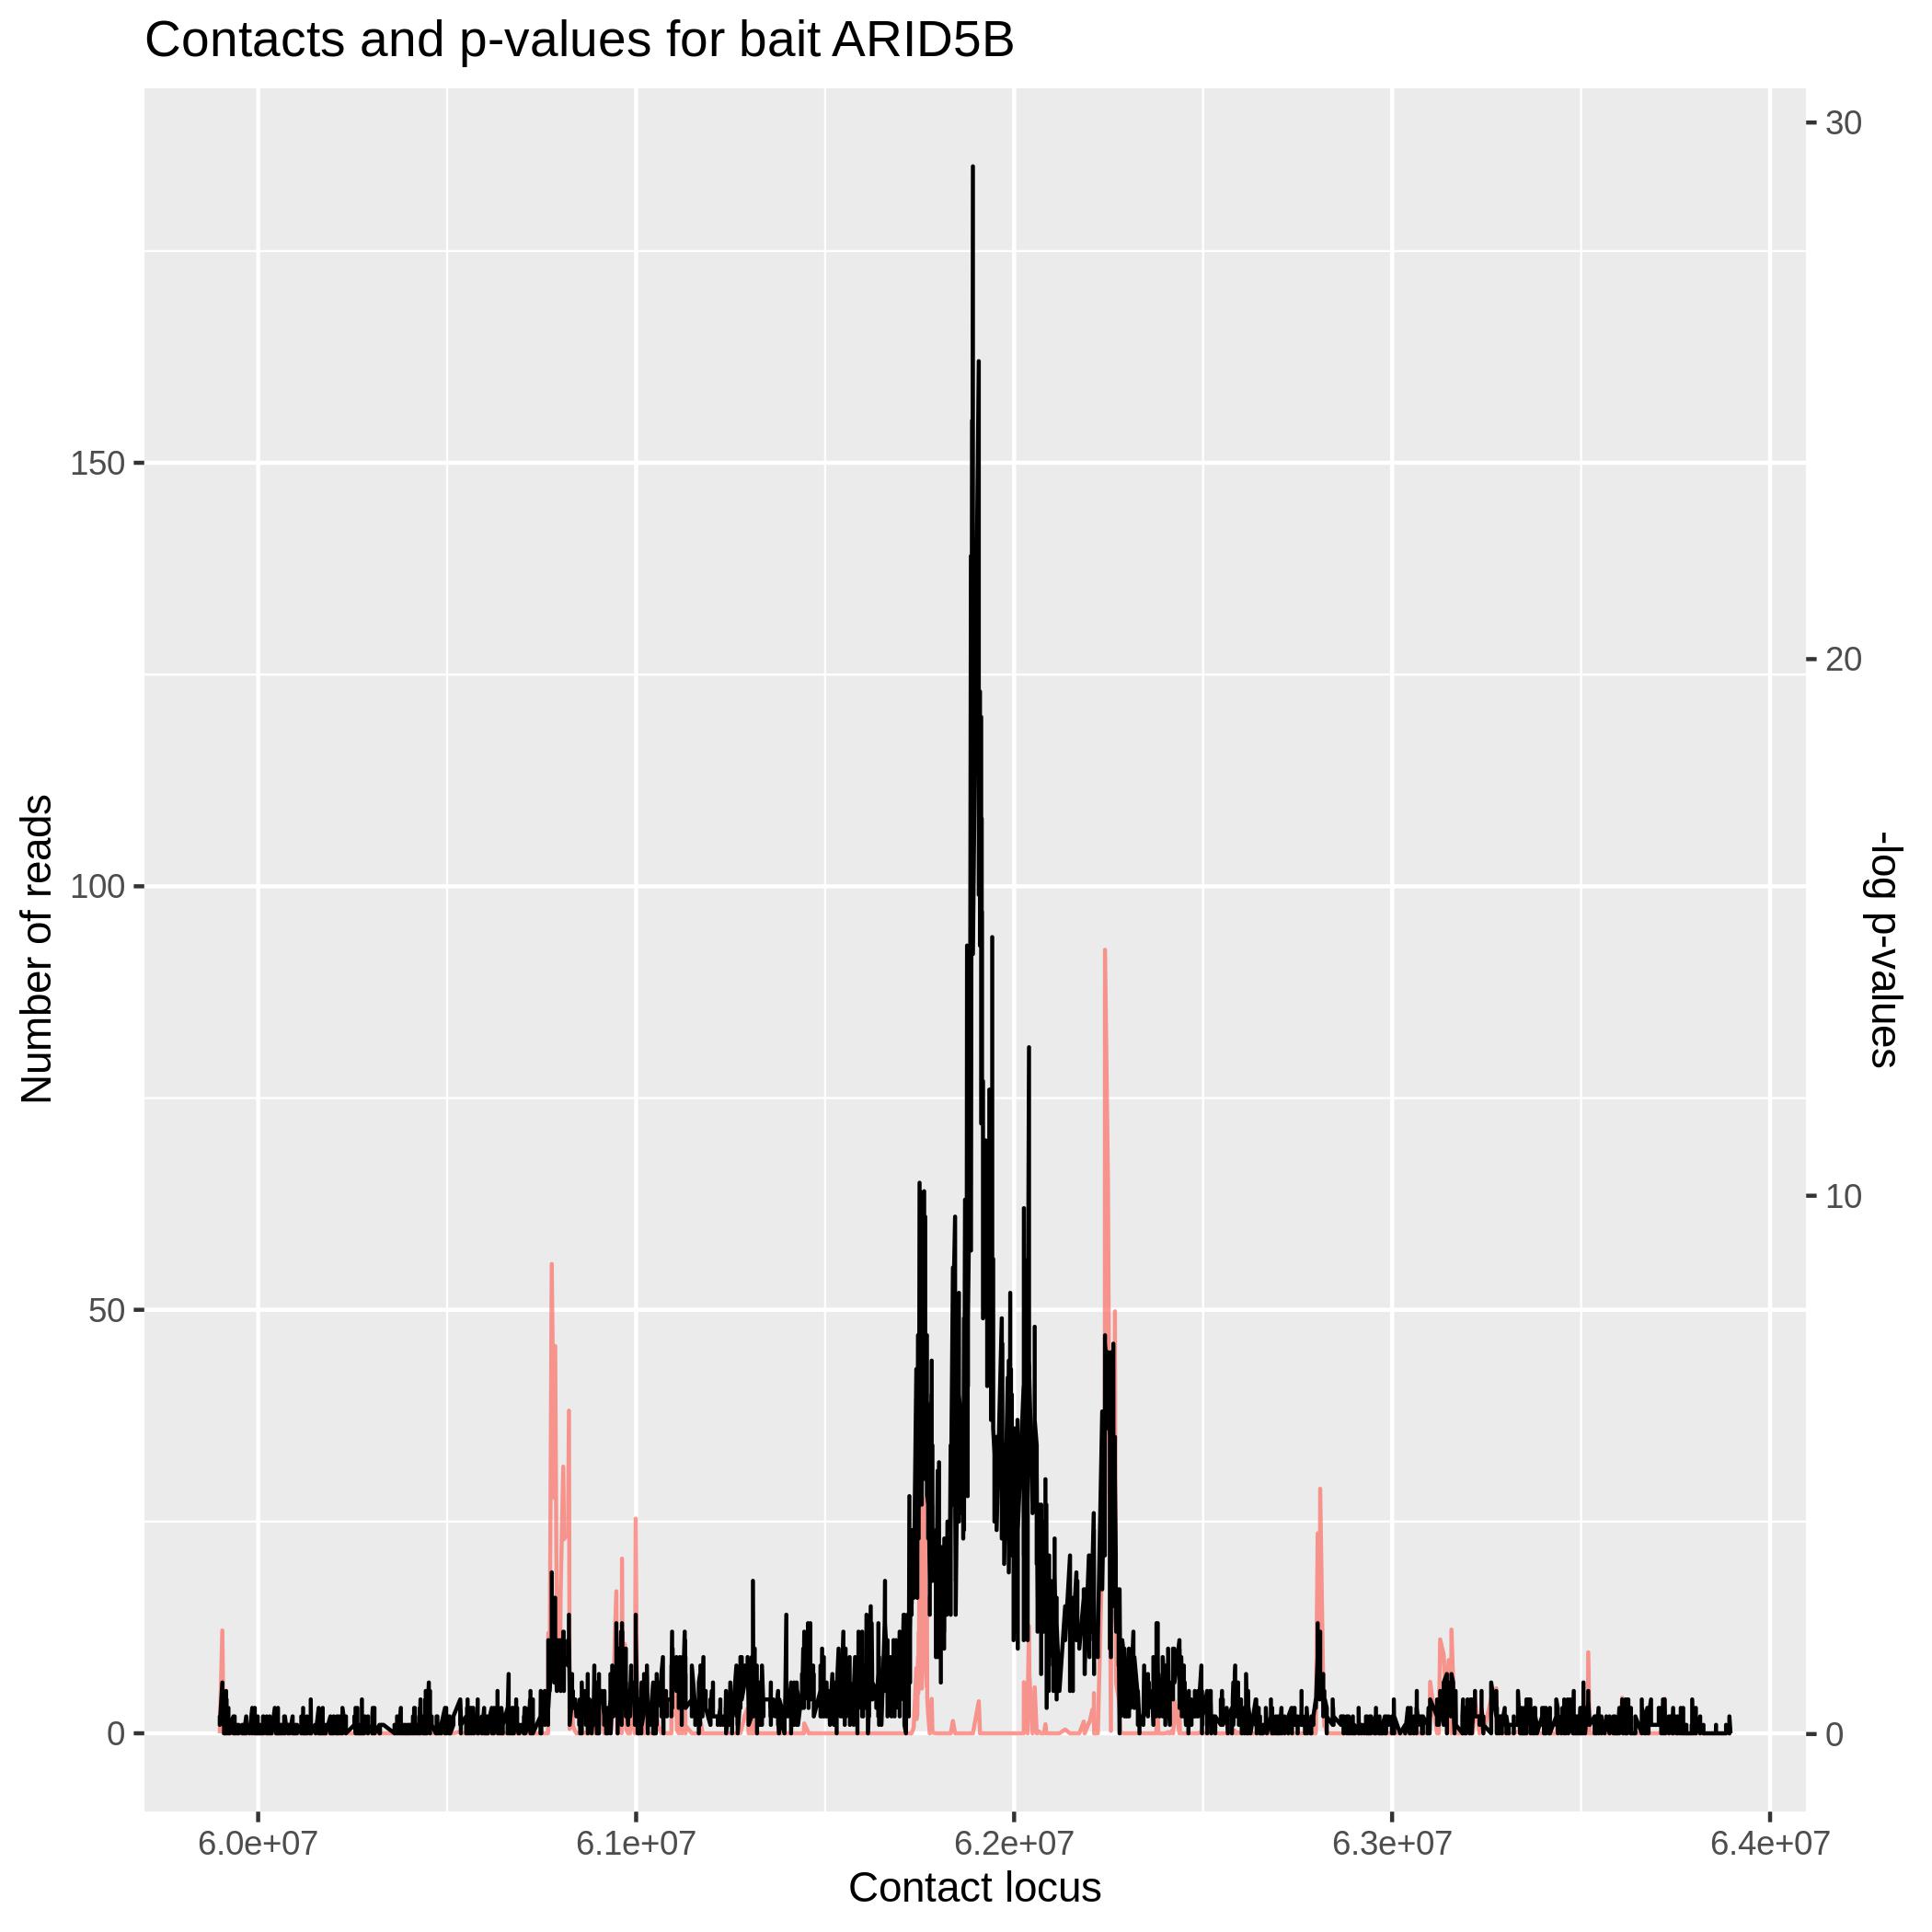 Contacts and p-values for bait ARID5B
Number of reads
150
100
50
0
30
20
10
0
-log p-values
6.0e+07
6.1e+07
6.2e+07
6.3e+07
6.4e+07
Contact locus